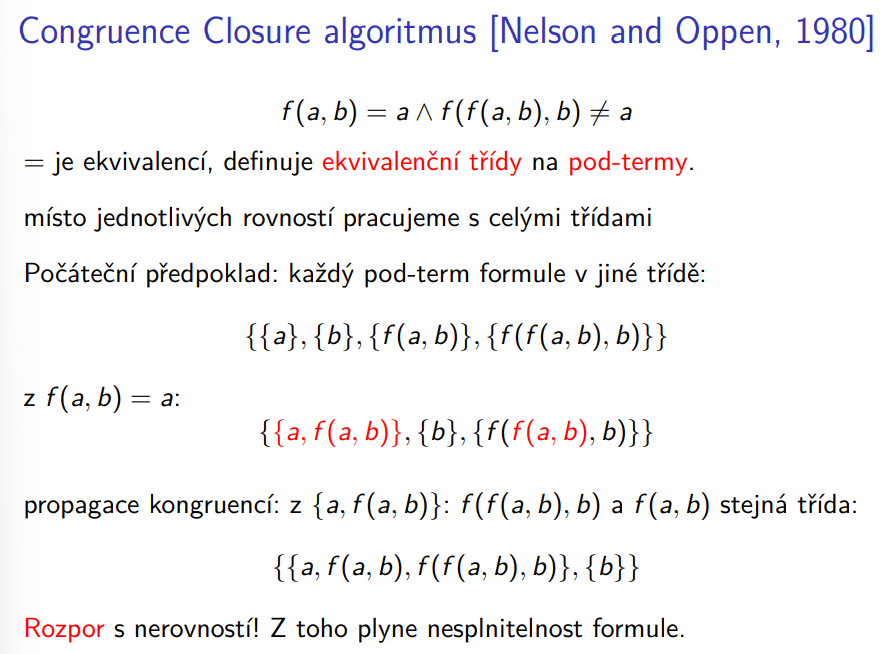 Congruence Closure algoritmus [Nelson and Oppen, 1980]
f(a, b) = a ∧ f(f(a, b), b) ≠ a
= je ekvivalencí, definuje ekvivalenční třídy na pod-termy.
místo jednotlivých rovností pracujeme s celými třídami
Počáteční předpoklad: každý pod-term formule v jiné třídě:
{{a}, {b}, {f(a, b)}, {f(f(a, b), b)}}
z f(a, b) = a:
{{a, f(a, b)}, {b}, {f(f(a, b), b)}}
propagace kongruencí: z {a, f(a, b)}: f(f(a, b), b) a f(a, b) stejná třída:
{{a, f(a, b), f(f(a, b), b)}, {b}}
Rozpor s nerovností! Z toho plyne nesplnitelnost formule.